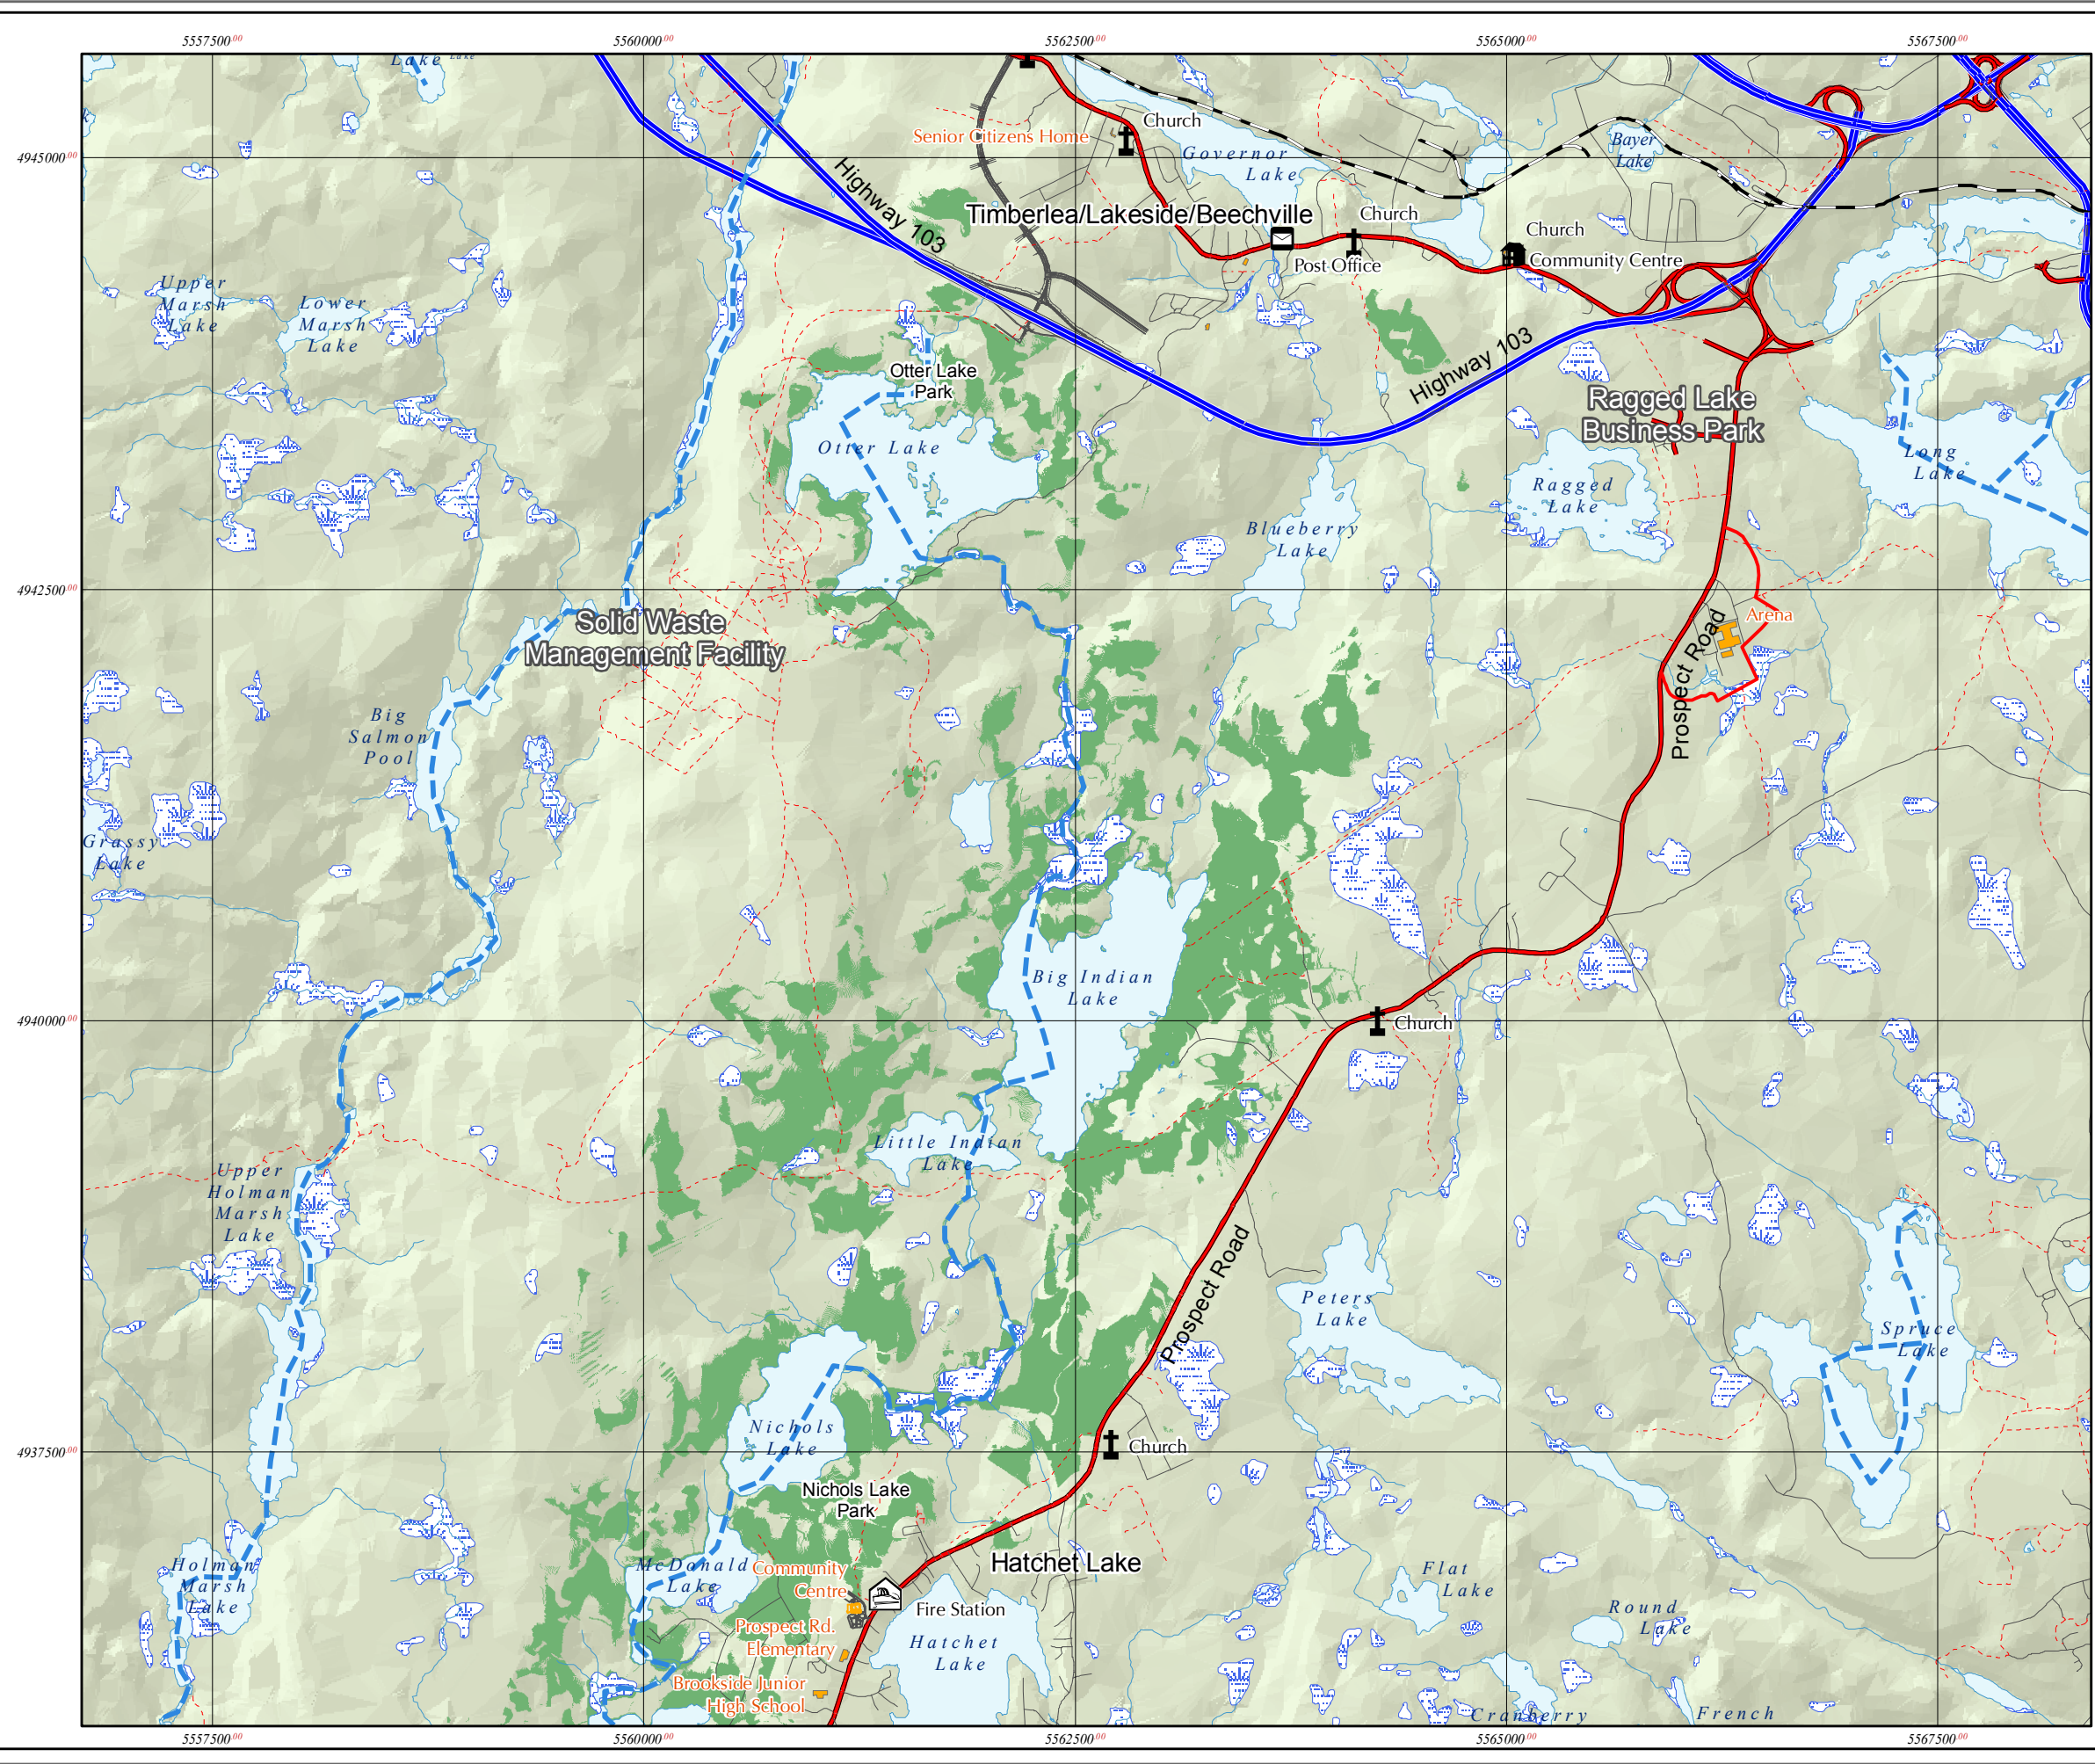 5557500.00
5560000.00
5562500.00
5565000.00
5567500.00
Lake
Lake
4945000.00
4942500.00
4940000.00
4937500.00
Church
Senior Citizens Home
Governor
Lake
Bayer
Lake
Highway 103
Timberlea/Lakeside/Beechville
Church
Post Office
Church
Community Centre
Upper
Marsh
Lake
Lower
Marsh
Lake
Otter Lake
Park
Highway 103
Ragged Lake
Business Park
Otter Lake
Long
Lake
Ragged
Lake
Blueberry
Lake
Solid Waste
Management Facility
Arena
Prospect Road
Big
Salmon
Pool
Grassy
Lake
Big Indian
Lake
Church
Little Indian
Lake
Upper
Holman
Marsh
Lake
Prospect Road
Peters
Lake
Spruce
Lake
Nichols
Lake
Church
Nichols Lake
Park
Holman
Marsh
Lake
McDonald
Lake
Community
Centre
Hatchet Lake
Fire Station
Flat
Lake
Round
Lake
Prospect Rd.
Elementary
Hatchet
Lake
Brookside Junior
High School
Cranberry
French
5557500.00
5560000.00
5562500.00
5565000.00
5567500.00